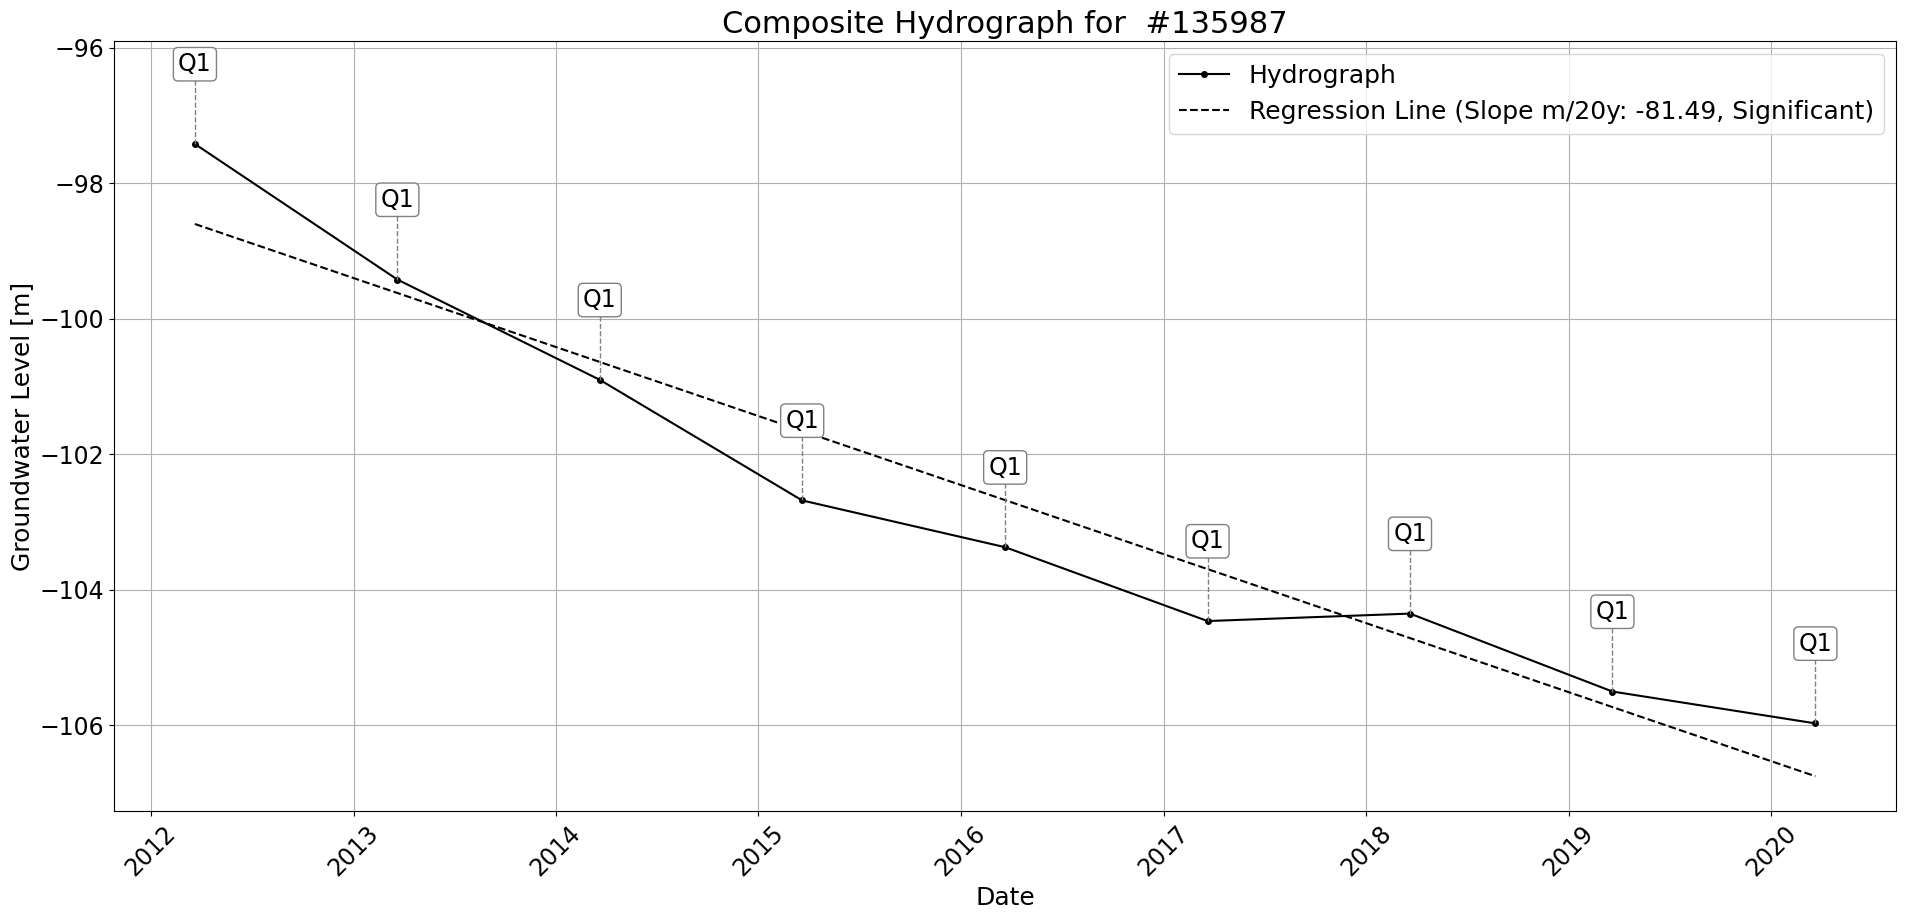 Composite Hydrograph for  #135987
Hydrograph
Regression Line (Slope m/20y: -81.49, Significant)
Groundwater Level [m]
−96
−98
−100
−102
−104
−106
Q1
Q1
Q1
Q1
Q1
Q1
Q1
Q1
Q1
2012
2013
2014
2015
2016
2017
2018
2019
2020
Date